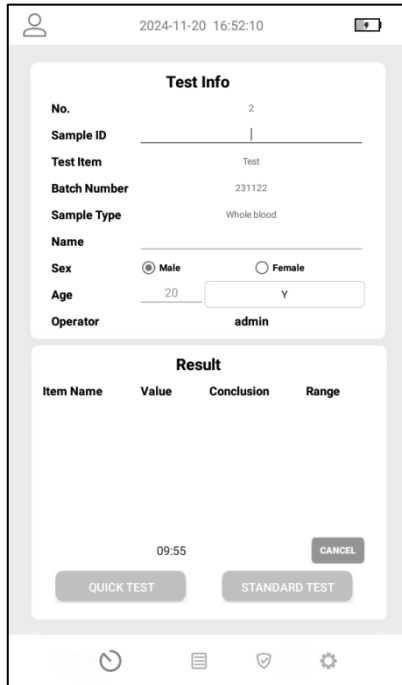 2024-11-20 16:52:10
Test Info
No. 2
Sample ID
Test Item Test
Batch Number 231122
Sample Type Whole blood
Name
Sex Male Female
Age 20 Y
Operator admin
Result
Item Name Value Conclusion Range
09:55 CANCEL
QUICK TEST STANDARD TEST